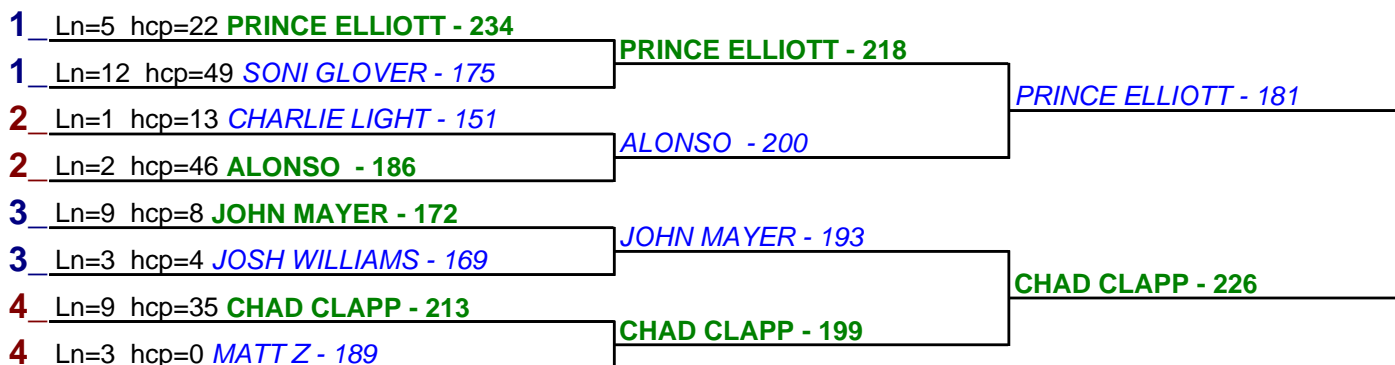 1_ Ln=5 hcp=22 PRINCE ELLIOTT - 234
PRINCE ELLIOTT - 218
1_ Ln=12 hcp=49 SONI GLOVER - 175
PRINCE ELLIOTT - 181
2_ Ln=1 hcp=13 CHARLIE LIGHT - 151
ALONSO - 200
2_ Ln=2 hcp=46 ALONSO - 186
3_ Ln=9 hcp=8 JOHN MAYER - 172
JOHN MAYER - 193
3_ Ln=3 hcp=4 JOSH WILLIAMS - 169
CHAD CLAPP - 226
4_ Ln=9 hcp=35 CHAD CLAPP - 213
CHAD CLAPP - 199
4 Ln=3 hcp=0 MATT Z - 189